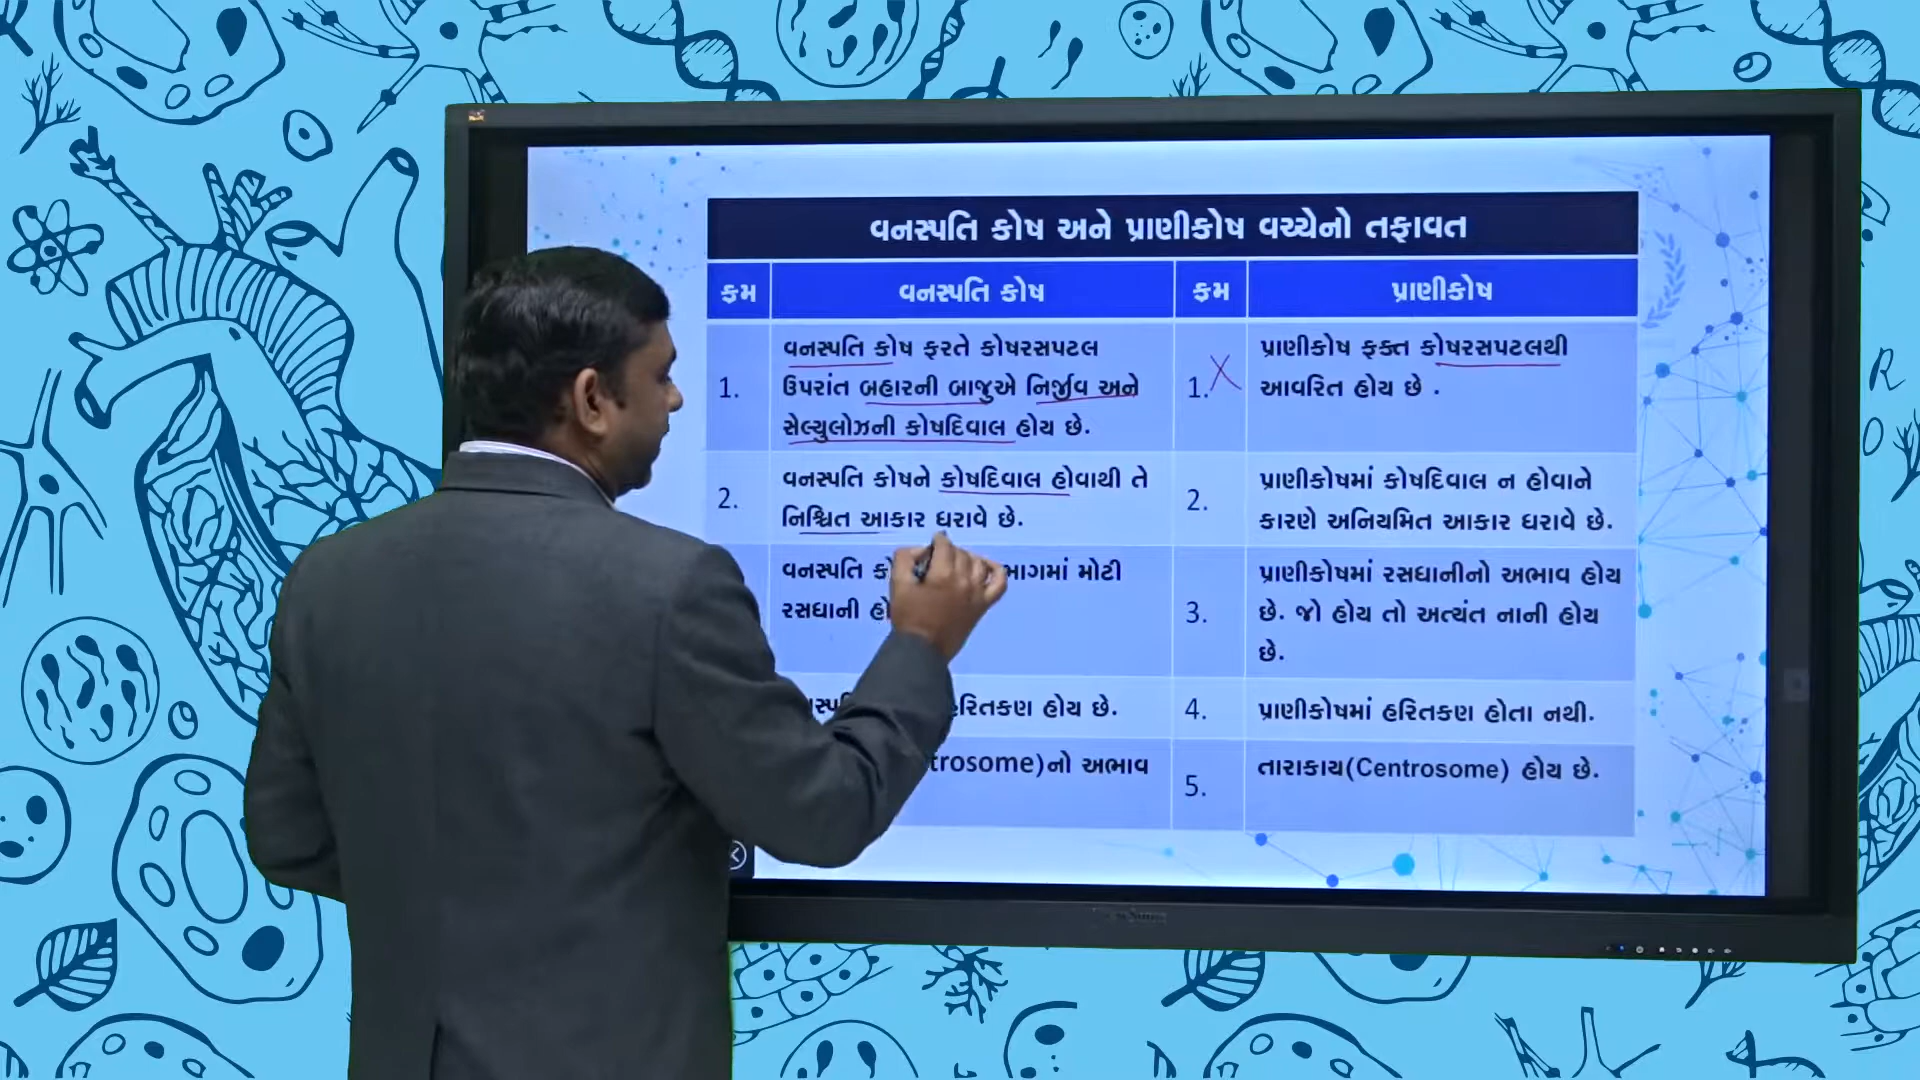 વનસ્પતિ કોષ અને પ્રાણીકોષ વચ્ચેનો તફાવત
ક્રમ વનસ્પતિ કોષ ક્રમ પ્રાણીકોષ
1.
વનસ્પતિ કોષ ફરતે કોષરસપટલ
ઉપરાંત બહારની બાજુએ નિર્જીવ અને
સેલ્યુલોઝની કોષદિવાલ હોય છે.
1.
પ્રાણીકોષ ફક્ત કોષરસપટલથી
આવરિત હોય છે .
2.
વનસ્પતિ કોષને કોષદિવાલ હોવાથી તે
નિશ્ચિત આકાર ધરાવે છે.
2.
પ્રાણીકોષમાં કોષદિવાલ ન હોવાને
કારણે અનિયમિત આકાર ધરાવે છે.
વનસ્પતિ ભાગમાં મોટી
રસધાની
3.
પ્રાણીકોષમાં રસધાનીનો અભાવ હોય
છે. જો હોય તો અત્યંત નાની હોય
છે.
હરિતકણ હોય છે.
4.
પ્રાણીકોષમાં હરિતકણ હોતા નથી.
trosome)નો અભાવ
5.
તારાકાય(Centrosome) હોય છે.